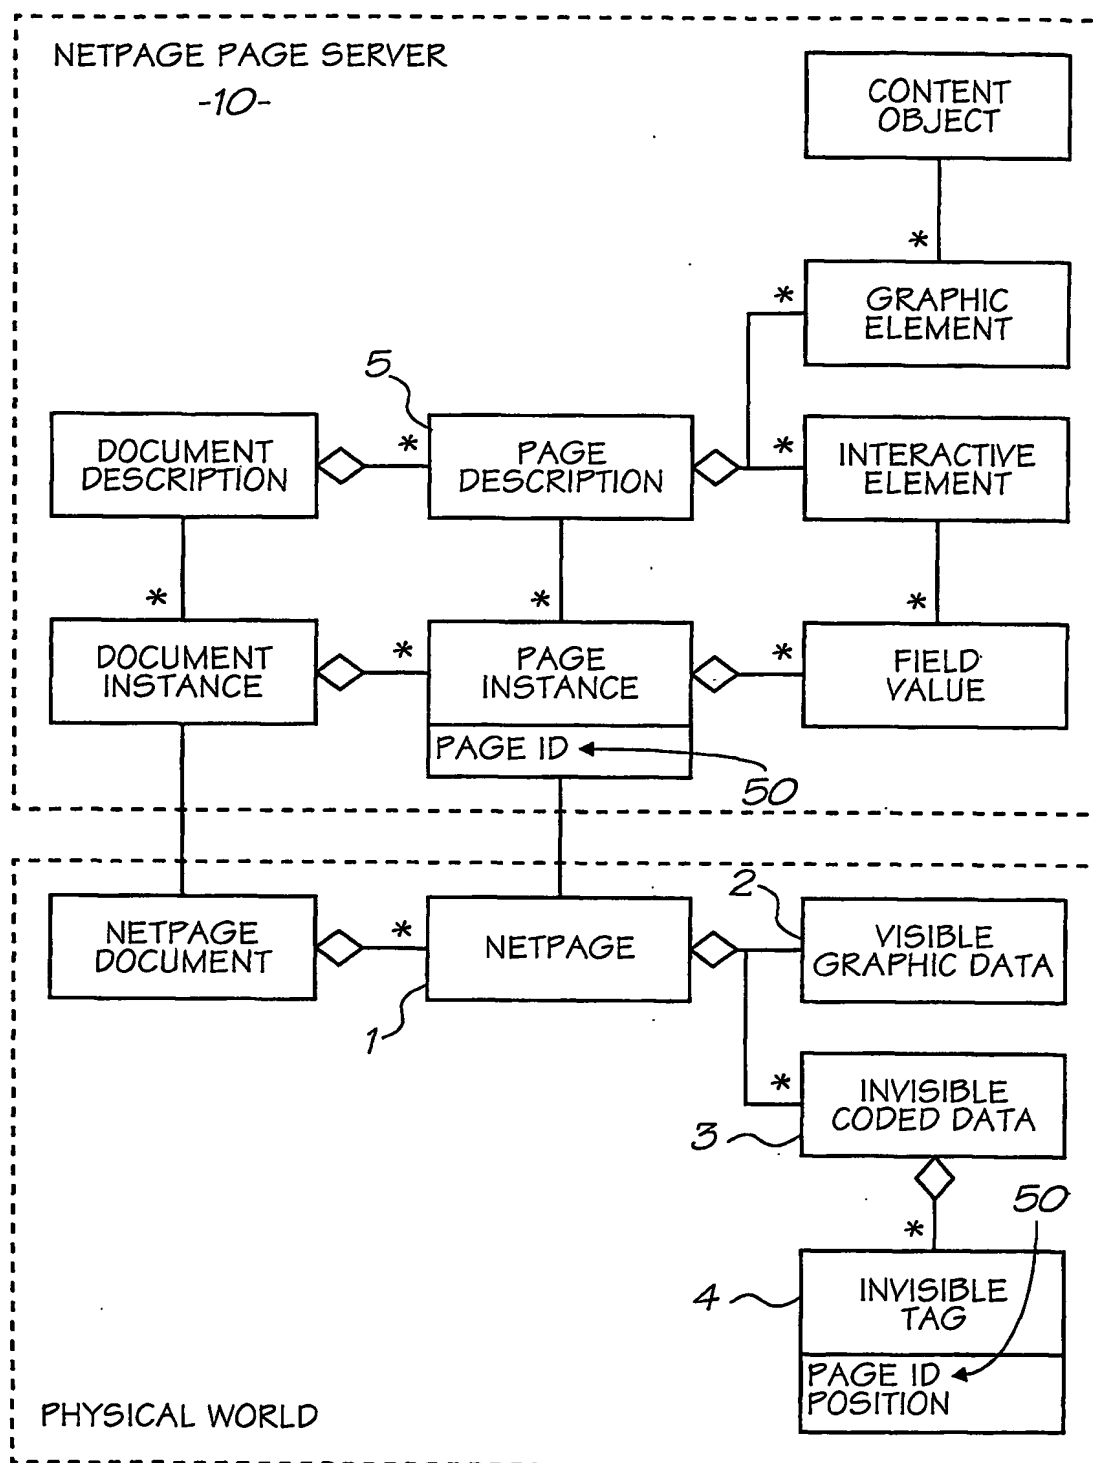 NETPAGE PAGE SERVER
-10-
CONTENT
OBJECT
*
*
GRAPHIC
ELEMENT
5
DOCUMENT
DESCRIPTION
*
PAGE
DESCRIPTION
*
INTERACTIVE
ELEMENT
*
*
*
DOCUMENT
INSTANCE
*
PAGE
INSTANCE
*
FIELD
VALUE
PAGE ID
50
NETPAGE
DOCUMENT
*
NETPAGE
1
2
VISIBLE
GRAPHIC DATA
*
INVISIBLE
CODED DATA
3
50
*
4
INVISIBLE
TAG
PAGE ID
POSITION
PHYSICAL WORLD